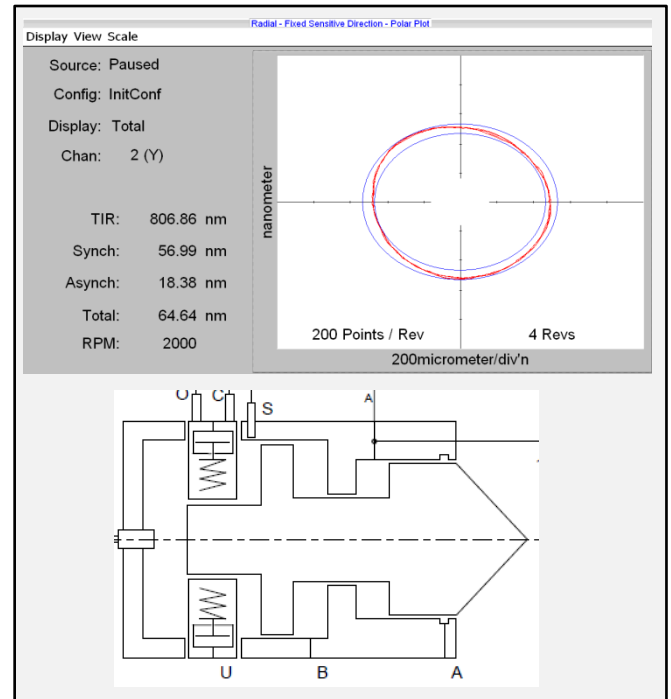 Radial - Fixed Sensitive Direction - Polar Plot
Display View Scale
Source: Paused
Config: InitConf
Display: Total
Chan: 2 (Y)
TIR: 806.86 nm
Synch: 56.99 nm
Asynch: 18.38 nm
Total: 64.64 nm
RPM: 2000
nanometer
200 Points / Rev 4 Revs
200micrometer/div'n
O C S A
U B A